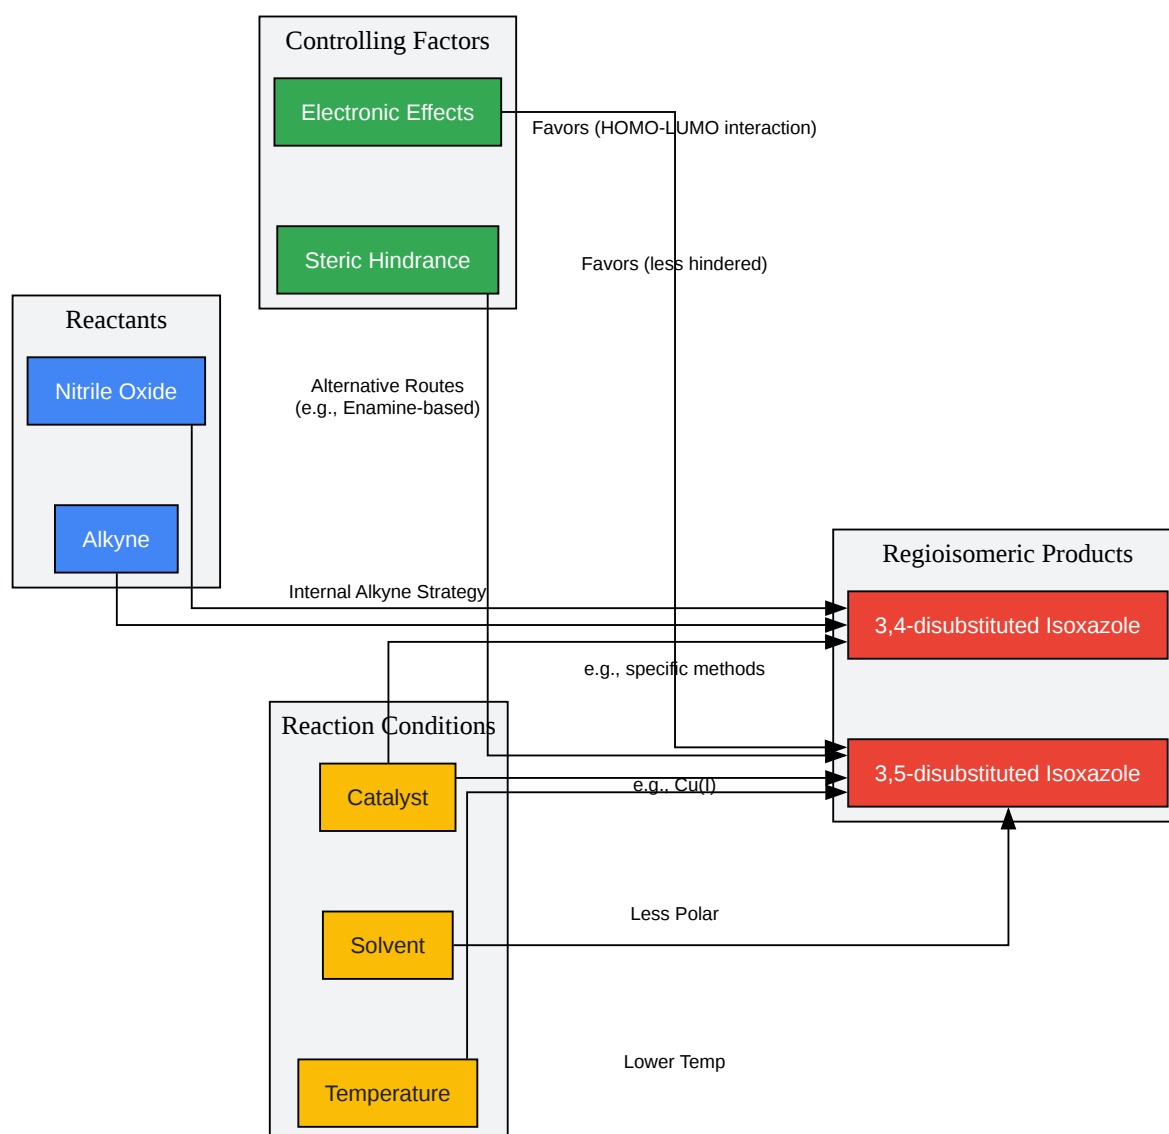 Controlling Factors
Electronic Effects
Favors (HOMO-LUMO interaction)
Steric Hindrance
Favors (less hindered)
Reactants
Nitrile Oxide
Alternative Routes
(e.g., Enamine-based)
Alkyne
Internal Alkyne Strategy
Regioisomeric Products
3,4-disubstituted Isoxazole
e.g., specific methods
Reaction Conditions
3,5-disubstituted Isoxazole
Catalyst
e.g., Cu(I)
Solvent
Less Polar
Temperature
Lower Temp